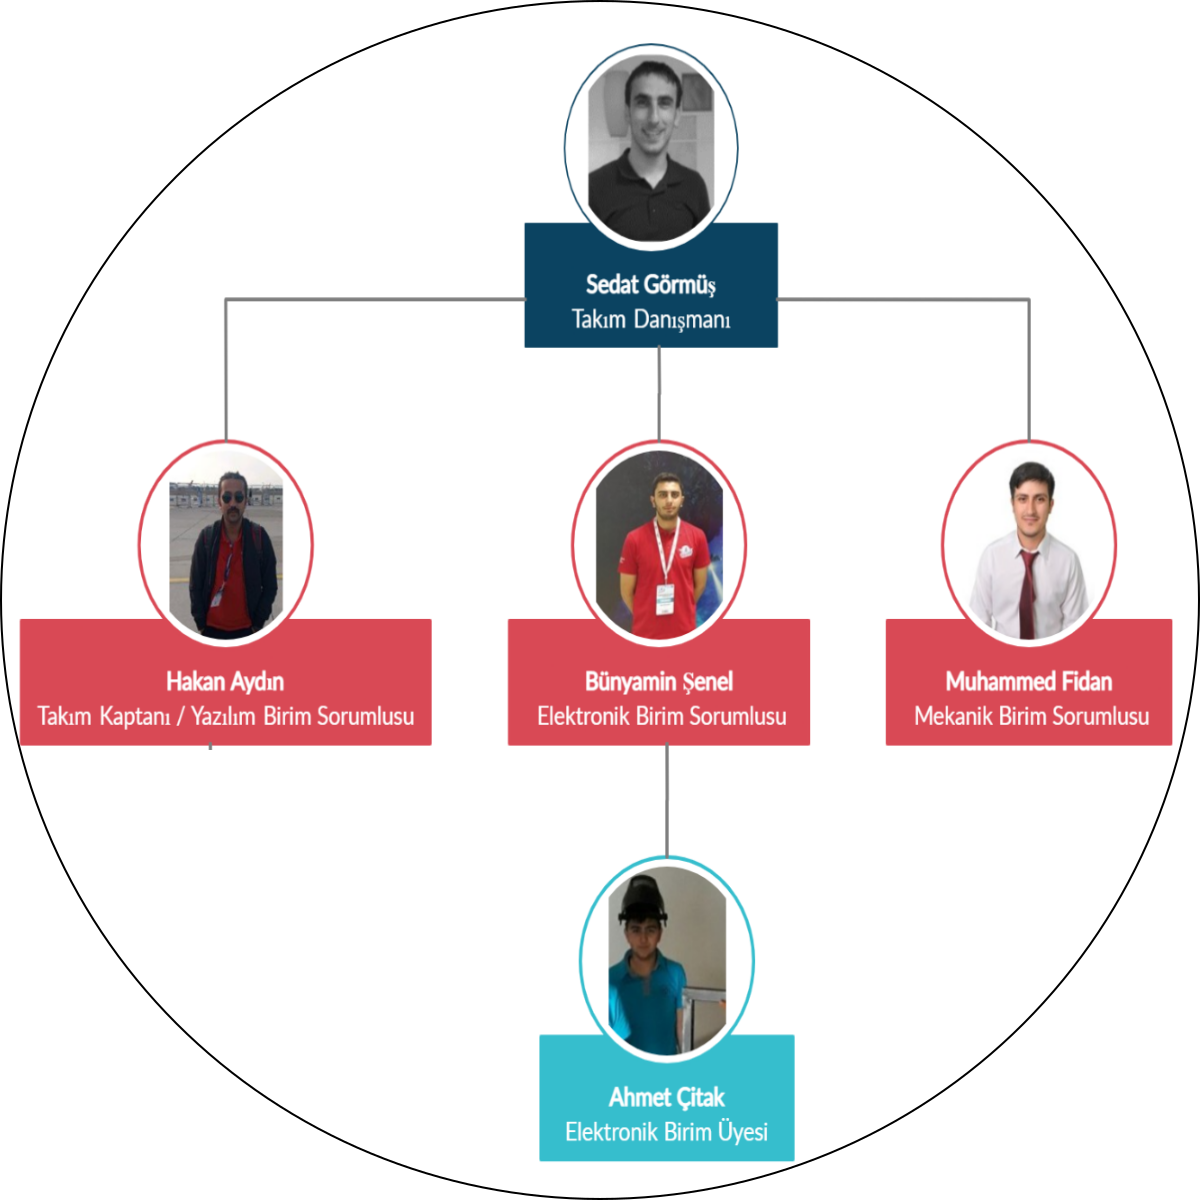 Sedat Görmüş
Takım Danışmanı
Hakan Aydın
Takım Kaptanı / Yazılım Birim Sorumlusu
Bünyamin Şenel
Elektronik Birim Sorumlusu
Muhammed Fidan
Mekanik Birim Sorumlusu
Ahmet Çitak
Elektronik Birim Üyesi